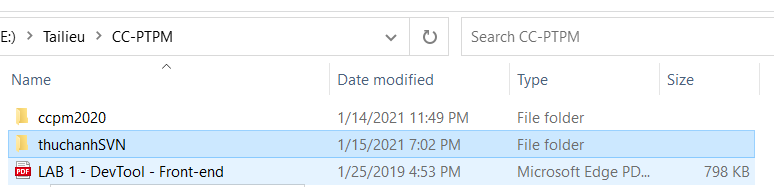 E:) > Tailieu > CC-PTPM Search CC-PTPM
Name Date modified Type Size
ccpm2020 1/14/2021 11:49 PM File folder
thuchanhSVN 1/15/2021 7:02 PM File folder
PDF LAB 1 - DevTool - Front-end 1/25/2019 4:53 PM Microsoft Edge PD... 798 KB